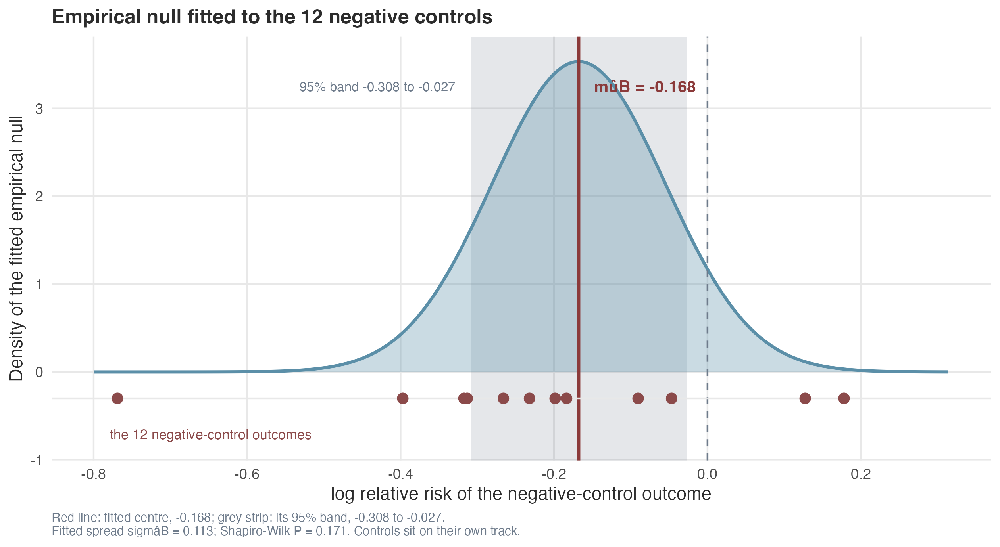 Empirical null fitted to the 12 negative controls
95% band -0.308 to -0.027
mûB = -0.168
Density of the fitted empirical null
3
2
1
0
-1
the 12 negative-control outcomes
-0.8
-0.6
-0.4
-0.2
0.0
0.2
log relative risk of the negative-control outcome
Red line: fitted centre, -0.168; grey strip: its 95% band, -0.308 to -0.027.
Fitted spread sigmâB = 0.113; Shapiro-Wilk P = 0.171. Controls sit on their own track.